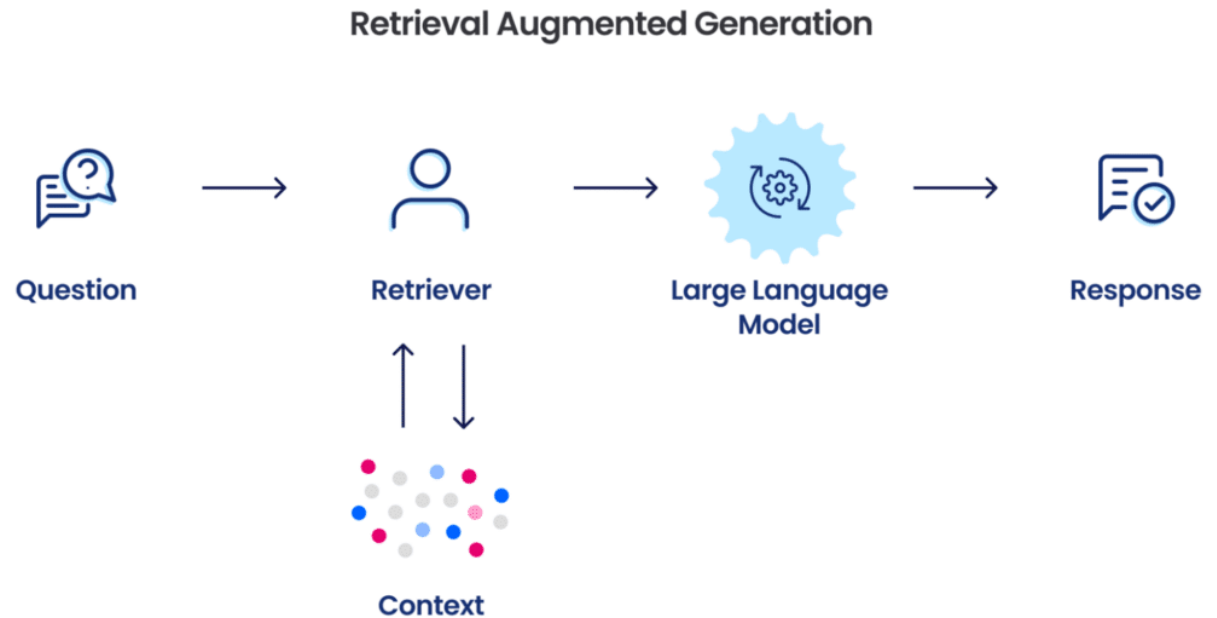 Retrieval Augmented Generation
Question
Retriever
Large Language
Model
Response
Context